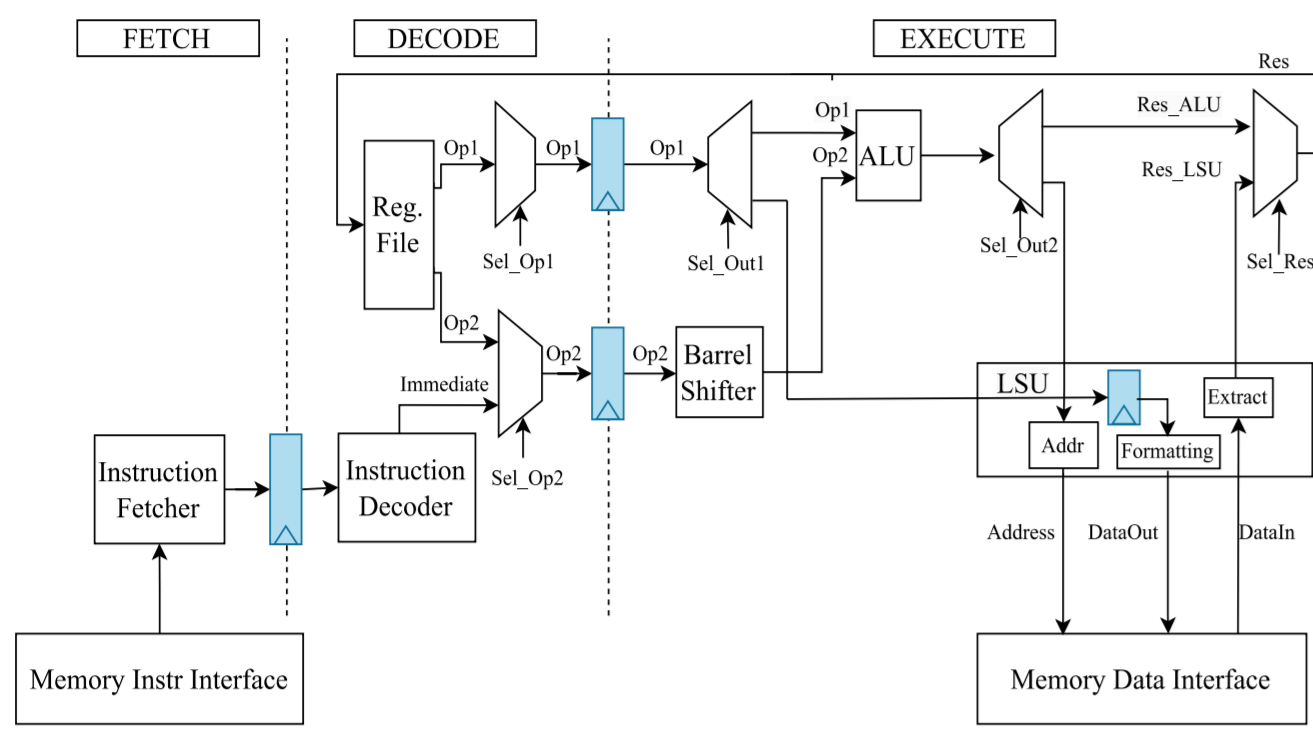 FETCH
DECODE
EXECUTE
Res
Op1
Op1
Op1
Op1
Op2
ALU
Res_ALU
Res_LSU
Reg.
File
Sel_Op1
Sel_Out1
Sel_Out2
Sel_Res
Op2
Op2
Op2
Barrel
Shifter
Immediate
LSU
Extract
Addr
Formatting
Instruction
Fetcher
Instruction
Decoder
Sel_Op2
Address
DataOut
DataIn
Memory Instr Interface
Memory Data Interface